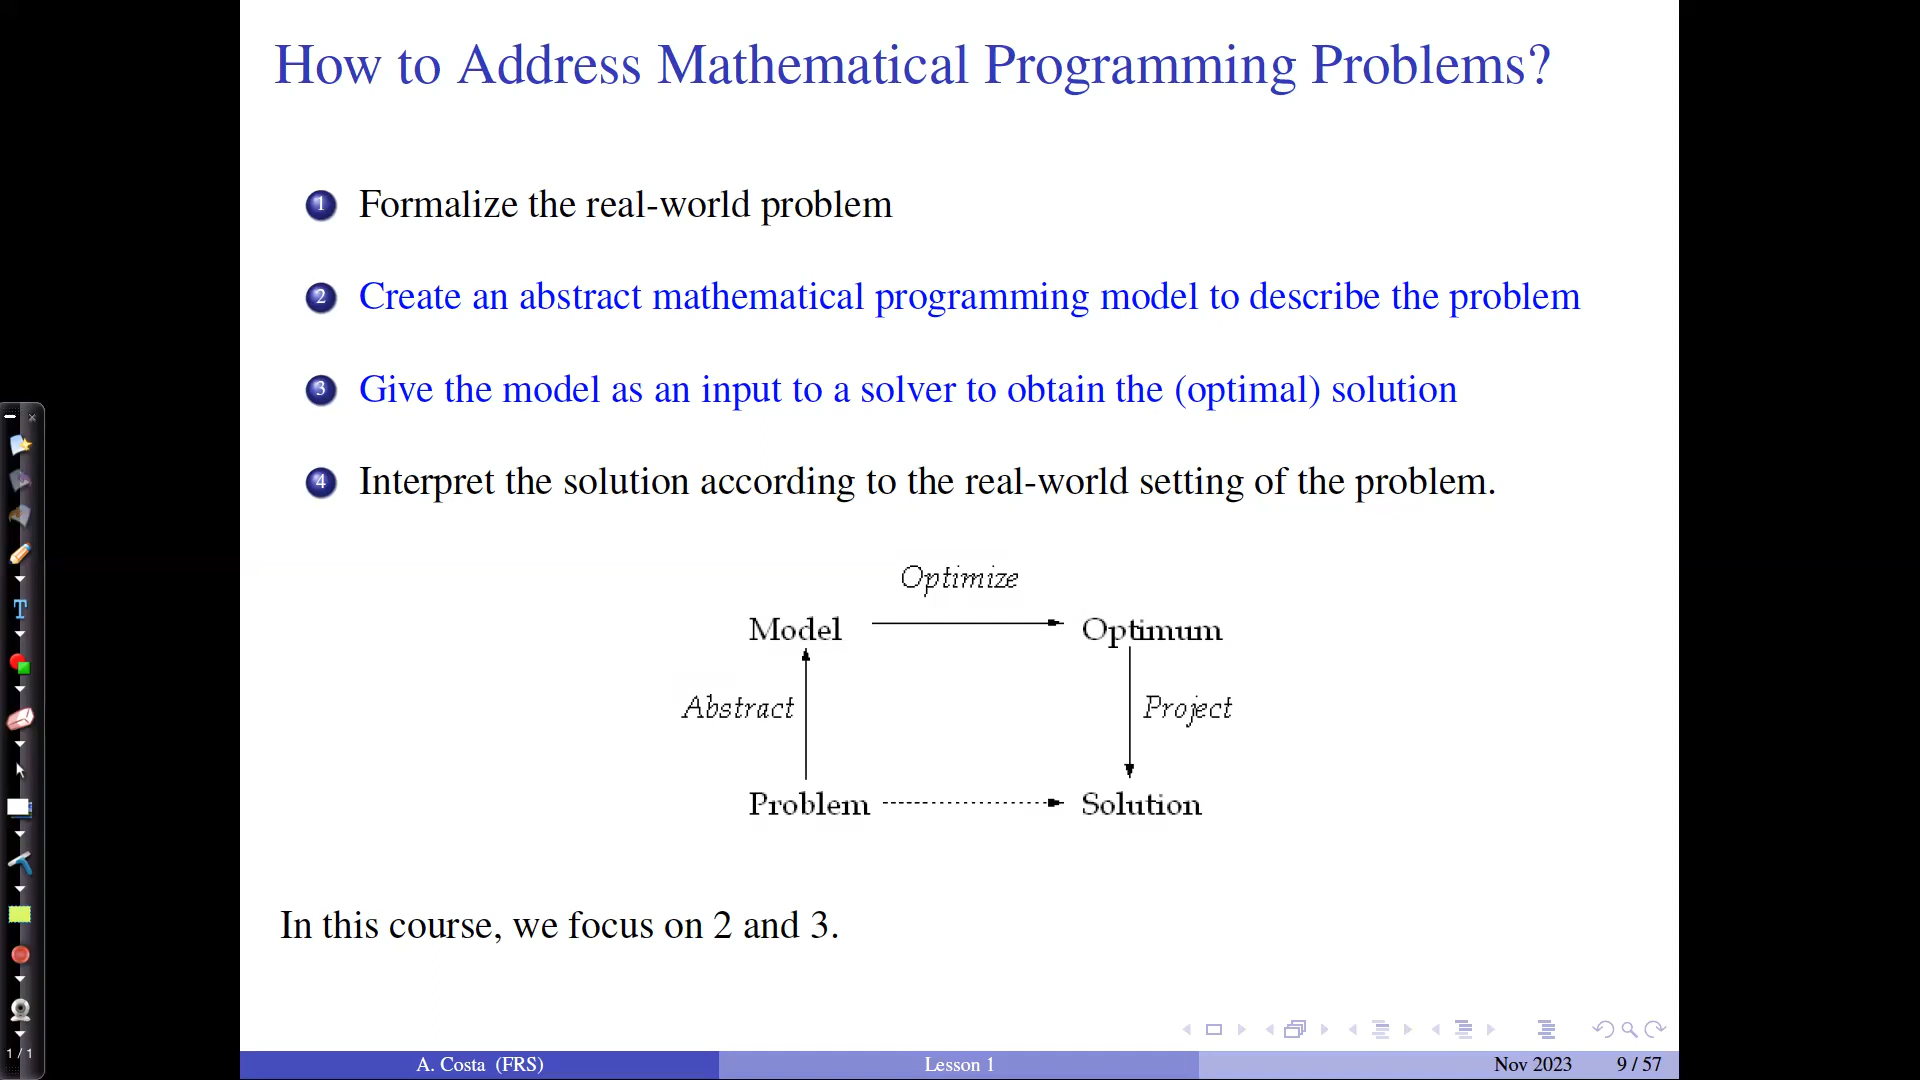 How to Address Mathematical Programming Problems?
1 Formalize the real-world problem
2 Create an abstract mathematical programming model to describe the problem
3 Give the model as an input to a solver to obtain the (optimal) solution
4 Interpret the solution according to the real-world setting of the problem.
Optimize
Model Optimum
Abstract Project
Problem Solution
In this course, we focus on 2 and 3.
T
1 / 1
A. Costa (FRS) Lesson 1 Nov 2023 9 / 57